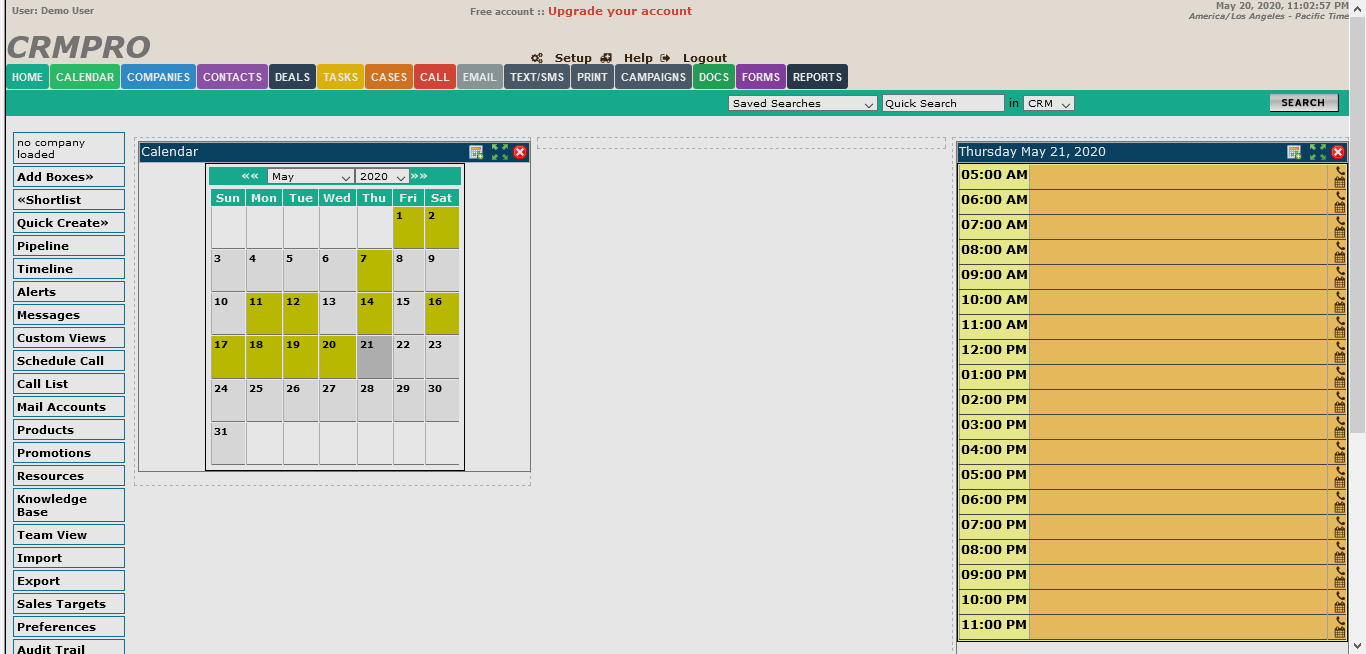 User: Demo User
Free account :: Upgrade your account
May 20, 2020, 11:02:57 PM
America/Los Angeles - Pacific Time
CRMPRO
Setup Help Logout
HOME CALENDAR COMPANIES CONTACTS DEALS TASKS CASES CALL EMAIL TEXT/SMS PRINT CAMPAIGNS DOCS FORMS REPORTS
Saved Searches Quick Search in CRM SEARCH
no company
loaded
Add Boxes»
«Shortlist
Quick Create»
Pipeline
Timeline
Alerts
Messages
Custom Views
Schedule Call
Call List
Mail Accounts
Products
Promotions
Resources
Knowledge
Base
Team View
Import
Export
Sales Targets
Preferences
Audit Trail
Calendar
«« May 2020 »»
Sun Mon Tue Wed Thu Fri Sat
1 2
3 4 5 6 7 8 9
10 11 12 13 14 15 16
17 18 19 20 21 22 23
24 25 26 27 28 29 30
31
Thursday May 21, 2020
05:00 AM
06:00 AM
07:00 AM
08:00 AM
09:00 AM
10:00 AM
11:00 AM
12:00 PM
01:00 PM
02:00 PM
03:00 PM
04:00 PM
05:00 PM
06:00 PM
07:00 PM
08:00 PM
09:00 PM
10:00 PM
11:00 PM